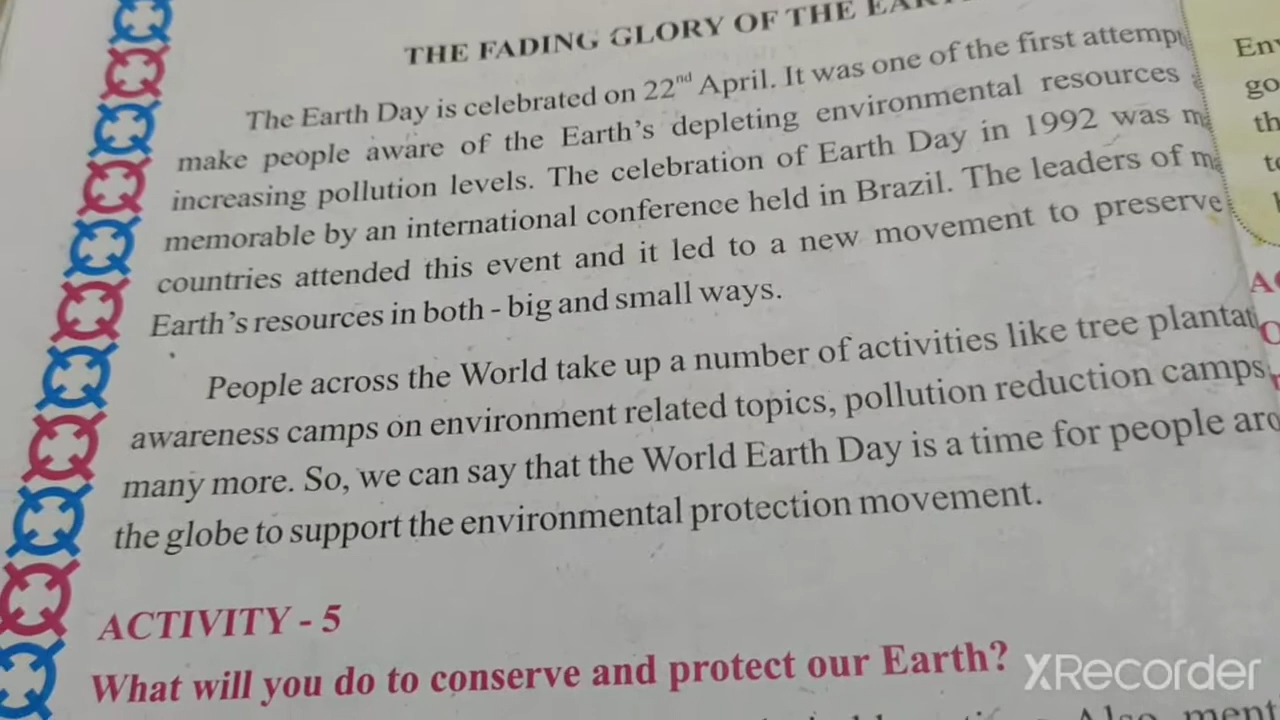 THE FADING GLORY OF THE
The Earth Day is celebrated on 22nd April. It was one of the first
make people aware of the Earth's depleting environmental resources
increasing pollution levels. The celebration of Earth Day in 1992 was
memorable by an international conference held in Brazil. The leaders of
countries attended this event and it led to a new movement to preserve
Earth's resources in both - big and small ways.
People across the World take up a number of activities like tree
awareness camps on environment related topics, pollution reduction camps
many more. So, we can say that the World Earth Day is a time for people
the globe to support the environmental protection movement.
ACTIVITY - 5
What will you do to conserve and protect our Earth?
Also
XRecorder